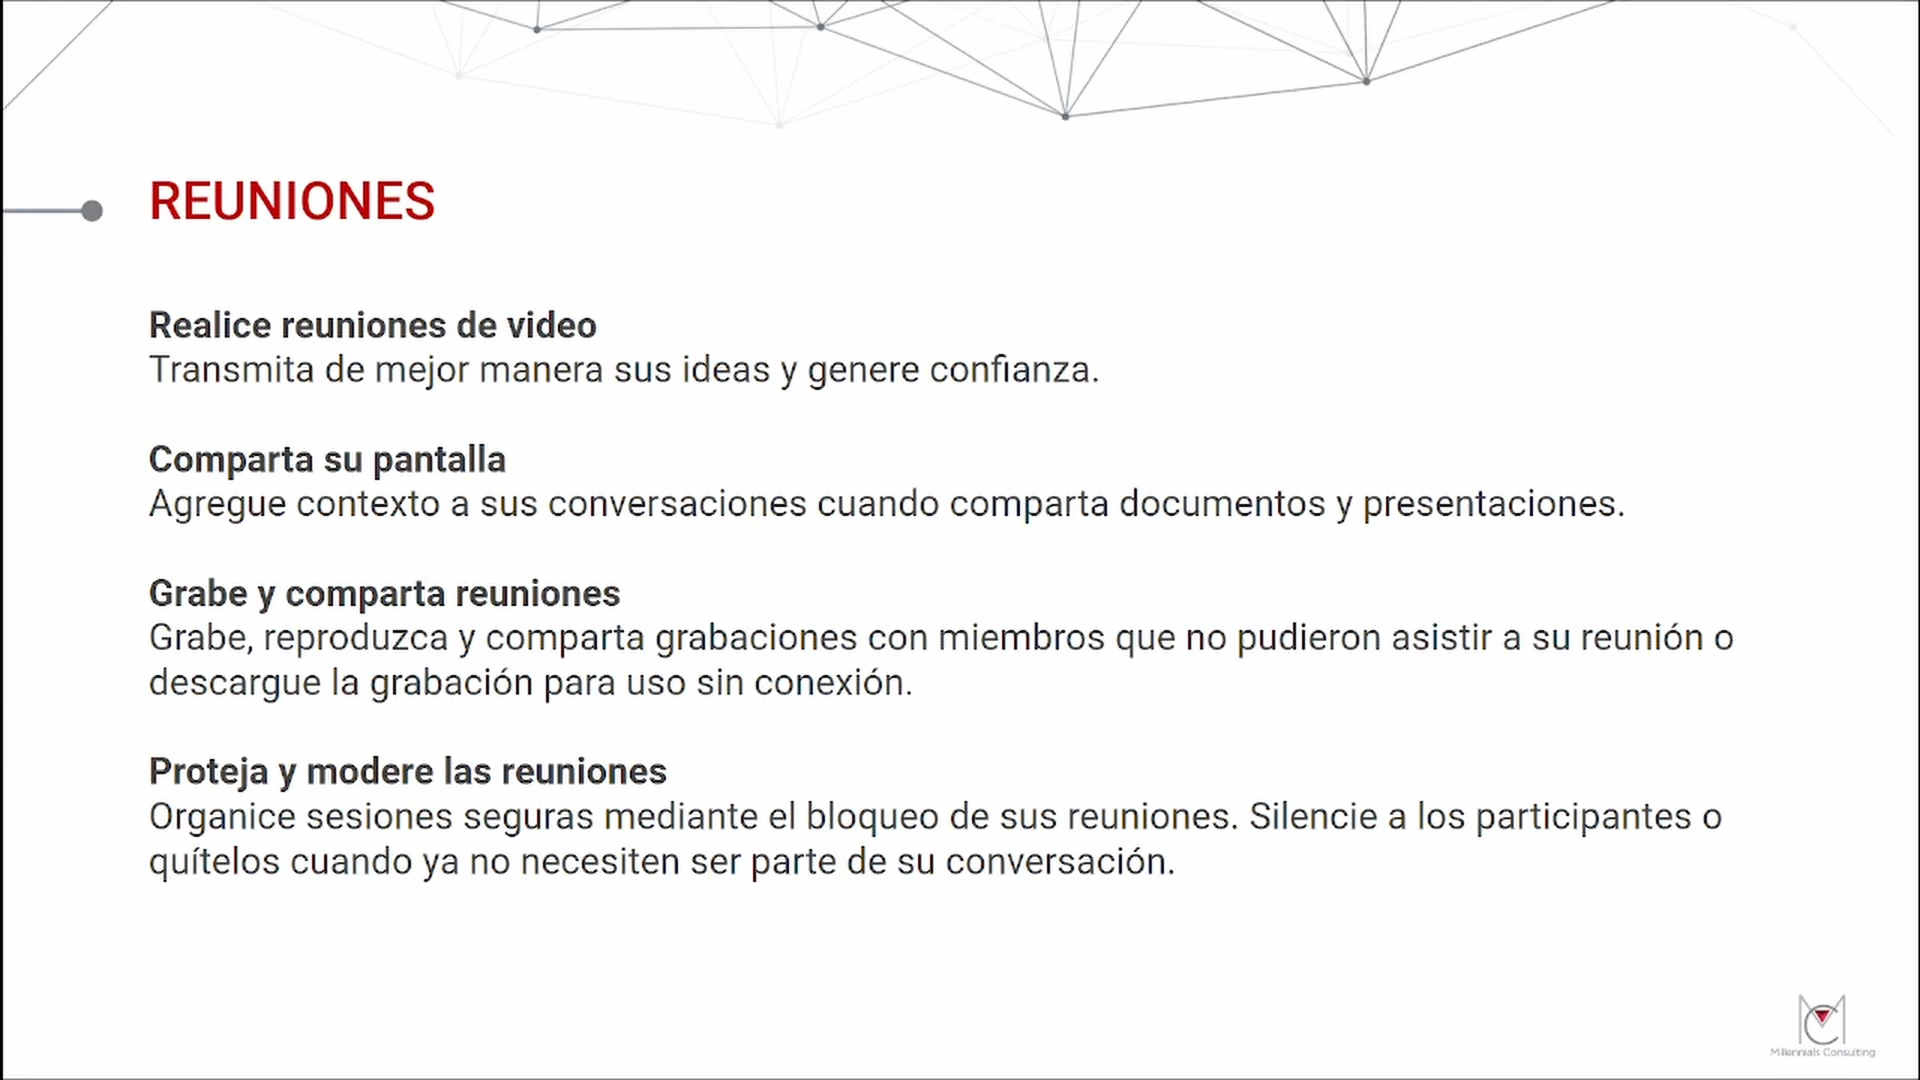 REUNIONES
Realice reuniones de video
Transmita de mejor manera sus ideas y genere confianza.
Comparta su pantalla
Agregue contexto a sus conversaciones cuando comparta documentos y presentaciones.
Grabe y comparta reuniones
Grabe, reproduzca y comparta grabaciones con miembros que no pudieron asistir a su reunión o
descargue la grabación para uso sin conexión.
Proteja y modere las reuniones
Organice sesiones seguras mediante el bloqueo de sus reuniones. Silencie a los participantes o
quítelos cuando ya no necesiten ser parte de su conversación.
MC
Millennials Consulting